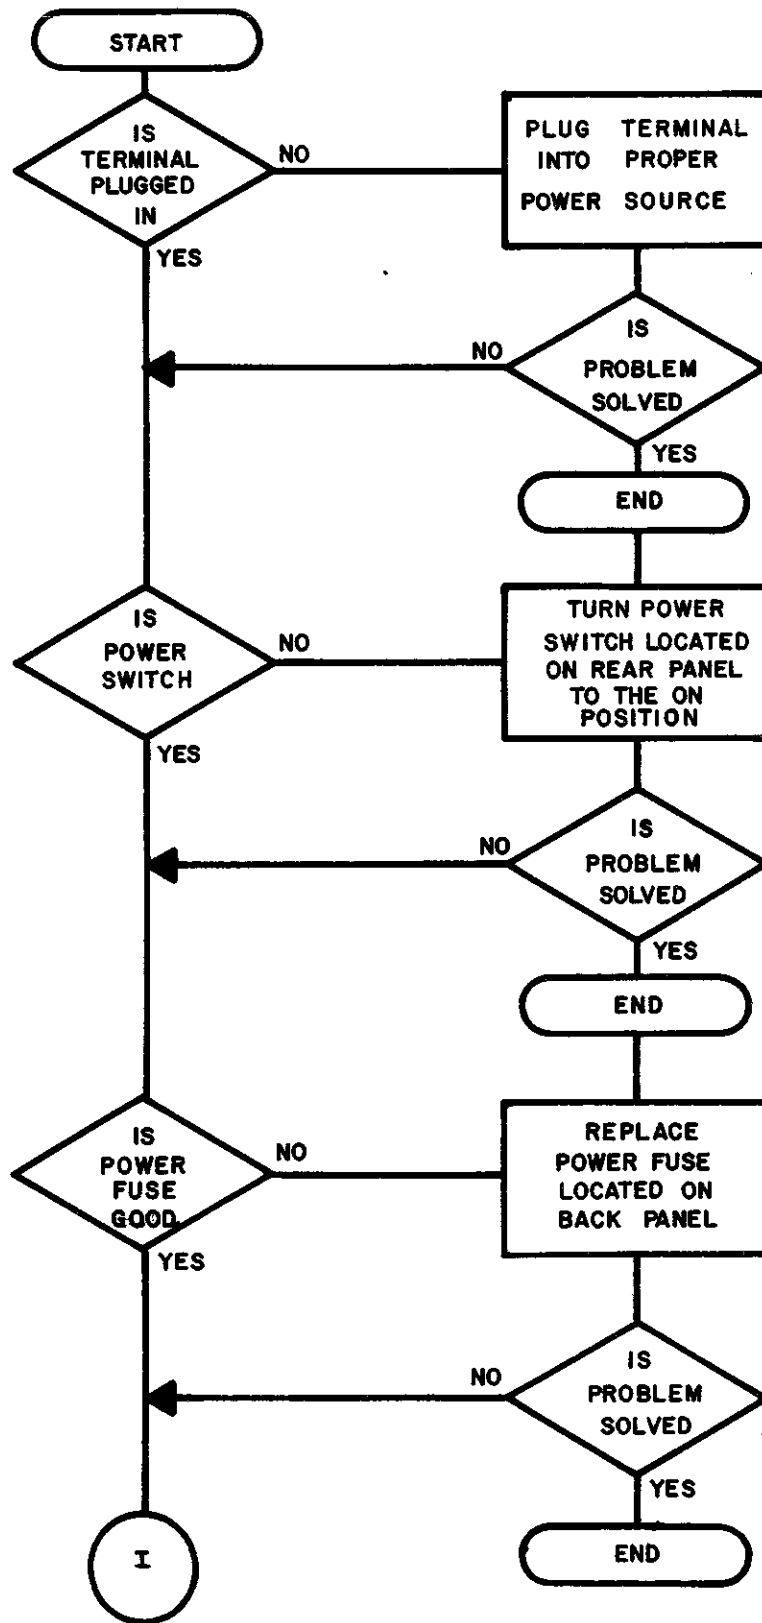 START
IS
TERMINAL
PLUGGED
IN
NO
YES
PLUG TERMINAL
INTO PROPER
POWER SOURCE
IS
PROBLEM
SOLVED
NO
YES
END
IS
POWER
SWITCH
NO
YES
TURN POWER
SWITCH LOCATED
ON REAR PANEL
TO THE ON
POSITION
IS
PROBLEM
SOLVED
NO
YES
END
IS
POWER
FUSE
GOOD
NO
YES
REPLACE
POWER FUSE
LOCATED ON
BACK PANEL
IS
PROBLEM
SOLVED
NO
YES
END
I